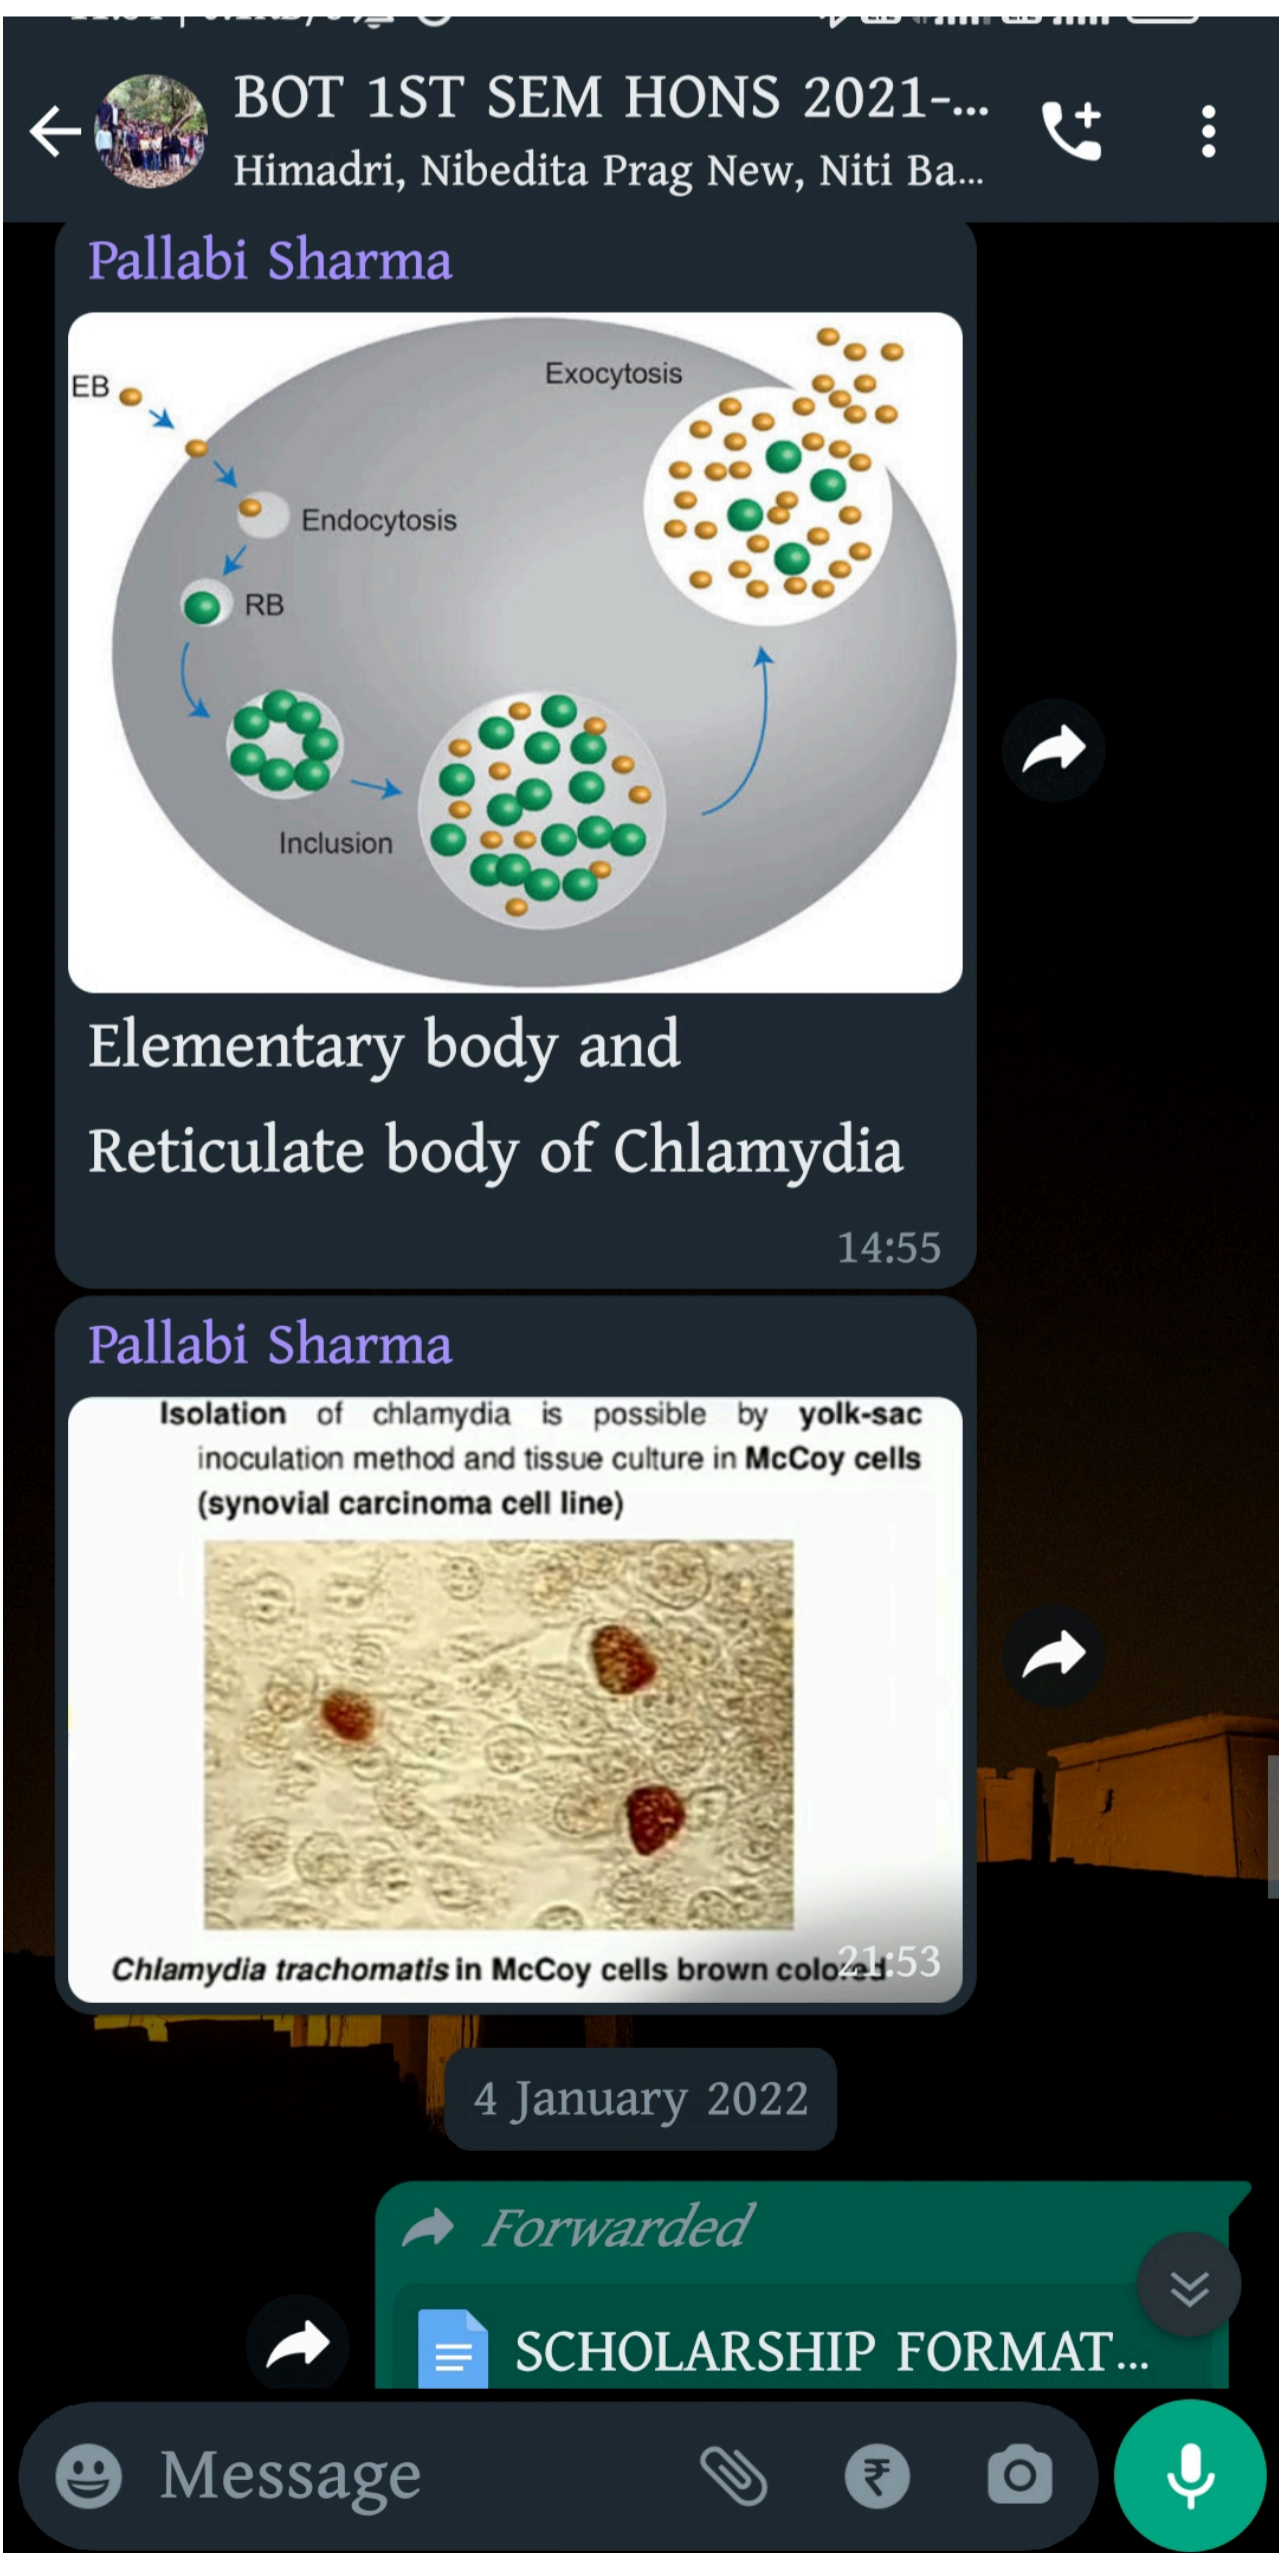 BOT 1ST SEM HONS 2021-...
Himadri, Nibedita Prag New, Niti Ba...
Pallabi Sharma
EB
Exocytosis
Endocytosis
RB
Inclusion
Elementary body and
Reticulate body of Chlamydia
14:55
Pallabi Sharma
Isolation of chlamydia is possible by yolk-sac
inoculation method and tissue culture in McCoy cells
(synovial carcinoma cell line)
Chlamydia trachomatis in McCoy cells brown colored
21:53
4 January 2022
Forwarded
SCHOLARSHIP FORMAT...
Message